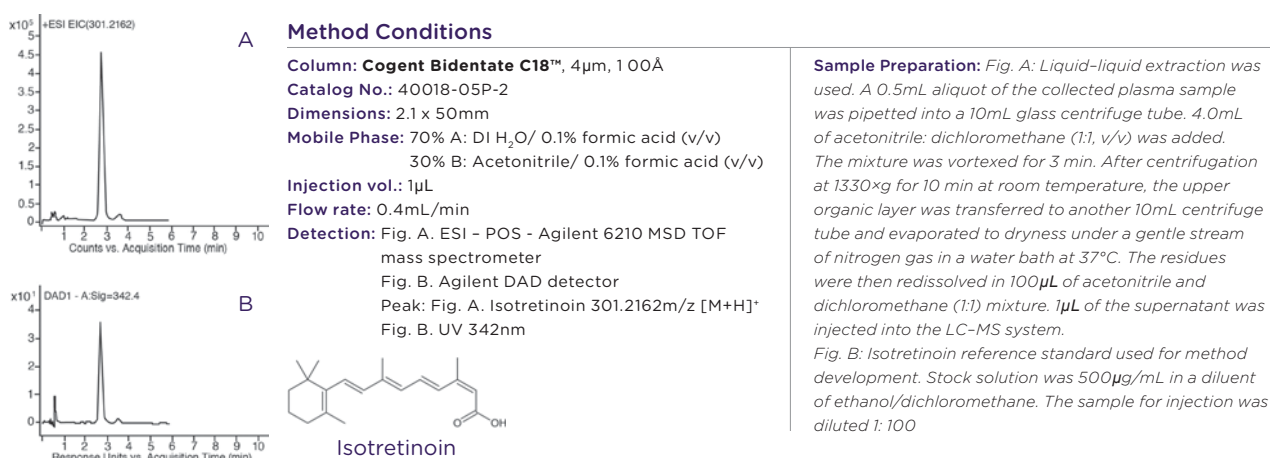 x10⁵ +ESI EIC(301.2162)
A
4.5
4
3.5
3
2.5
2
1.5
1
0.5
0
1 2 3 4 5 6 7 8 9 10
Counts vs. Acquisition Time (min)
x10¹ DAD1 - A:Sig=342.4
B
4
3
2
1
0
1 2 3 4 5 6 7 8 9 10
Response Units vs. Acquisition Time (min)
Method Conditions
Column: Cogent Bidentate C18™, 4µm, 1 00Å
Catalog No.: 40018-05P-2
Dimensions: 2.1 x 50mm
Mobile Phase: 70% A: DI H₂O/ 0.1% formic acid (v/v)
30% B: Acetonitrile/ 0.1% formic acid (v/v)
Injection vol.: 1µL
Flow rate: 0.4mL/min
Detection: Fig. A. ESI – POS - Agilent 6210 MSD TOF
mass spectrometer
Fig. B. Agilent DAD detector
Peak: Fig. A. Isotretinoin 301.2162m/z [M+H]⁺
Fig. B. UV 342nm
O
OH
Isotretinoin
Sample Preparation: Fig. A: Liquid–liquid extraction was
used. A 0.5mL aliquot of the collected plasma sample
was pipetted into a 10mL glass centrifuge tube. 4.0mL
of acetonitrile: dichloromethane (1:1, v/v) was added.
The mixture was vortexed for 3 min. After centrifugation
at 1330×g for 10 min at room temperature, the upper
organic layer was transferred to another 10mL centrifuge
tube and evaporated to dryness under a gentle stream
of nitrogen gas in a water bath at 37°C. The residues
were then redissolved in 100µL of acetonitrile and
dichloromethane (1:1) mixture. 1µL of the supernatant was
injected into the LC–MS system.
Fig. B: Isotretinoin reference standard used for method
development. Stock solution was 500µg/mL in a diluent
of ethanol/dichloromethane. The sample for injection was
diluted 1: 100